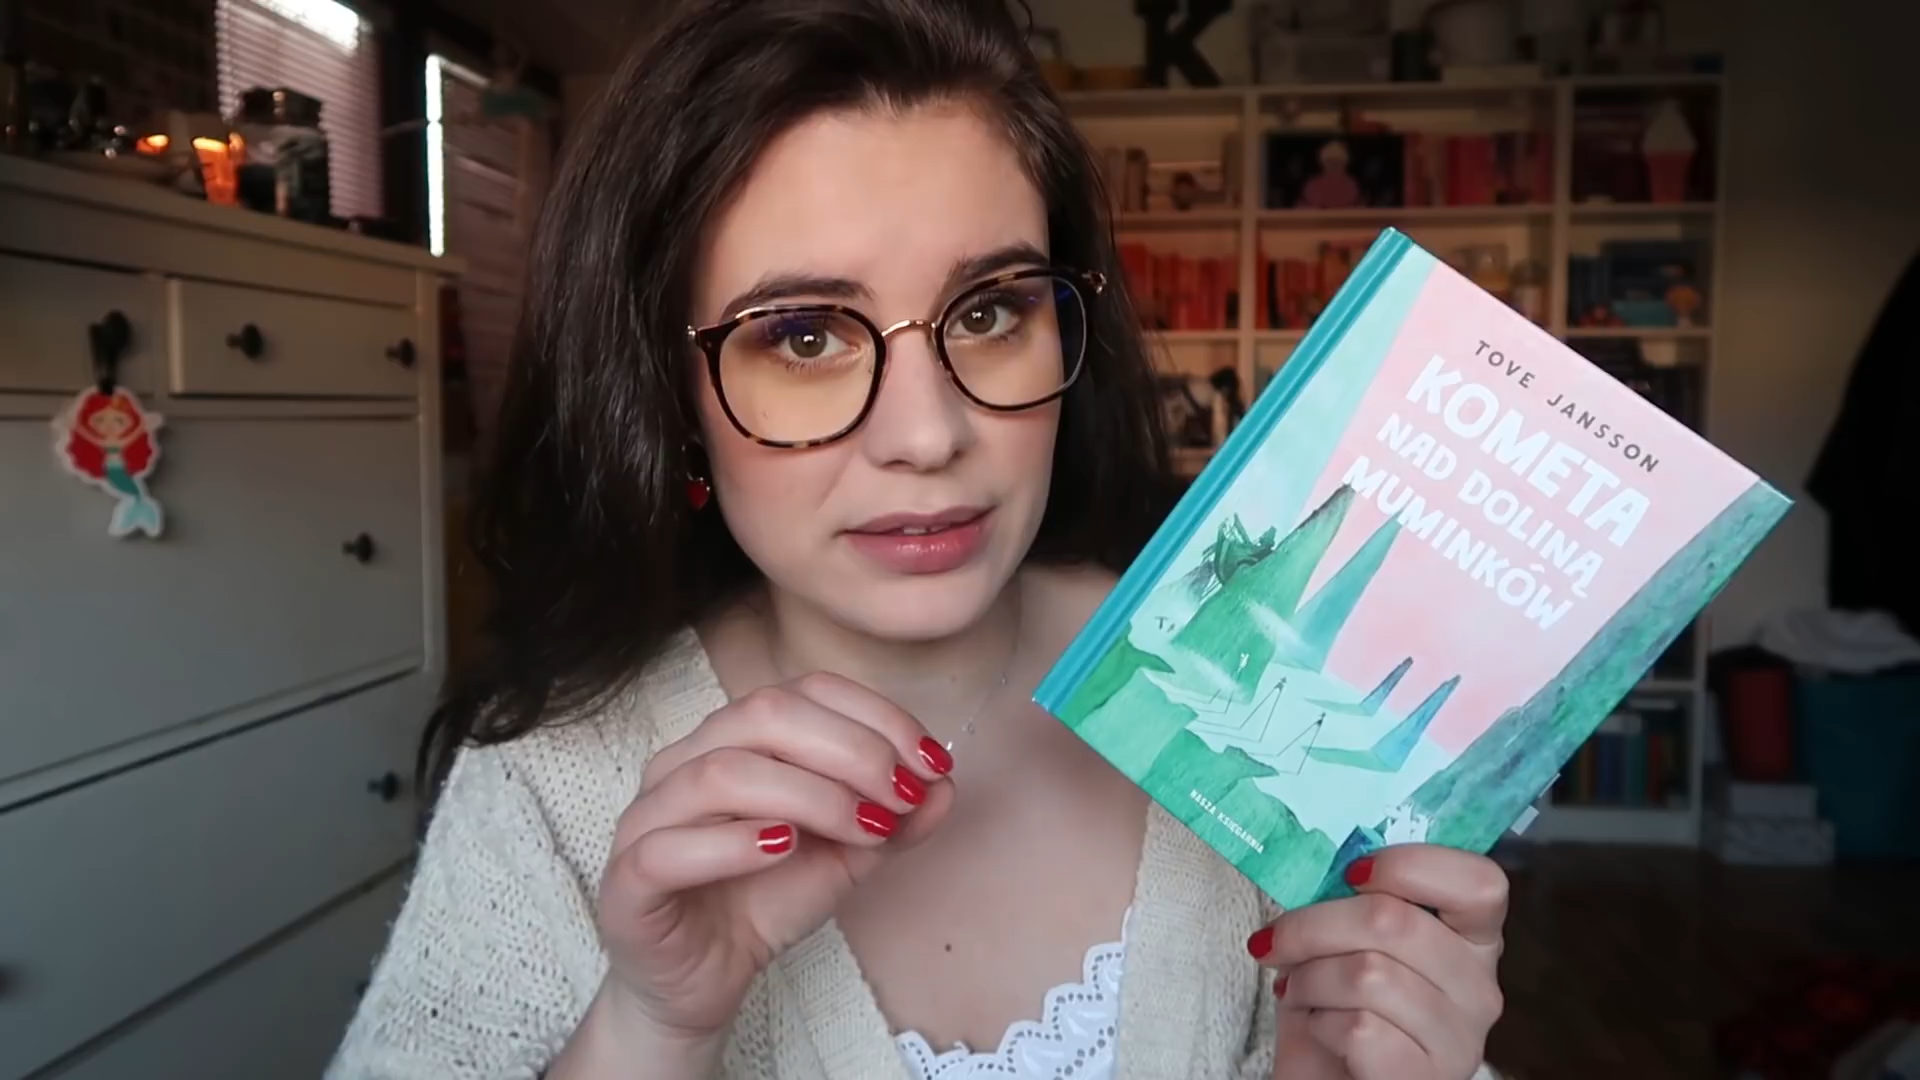 K
TOVE JANSSON
KOMETA
NAD DOLINĄ
MUMINKÓW
NASZA KSIĘGARNIA